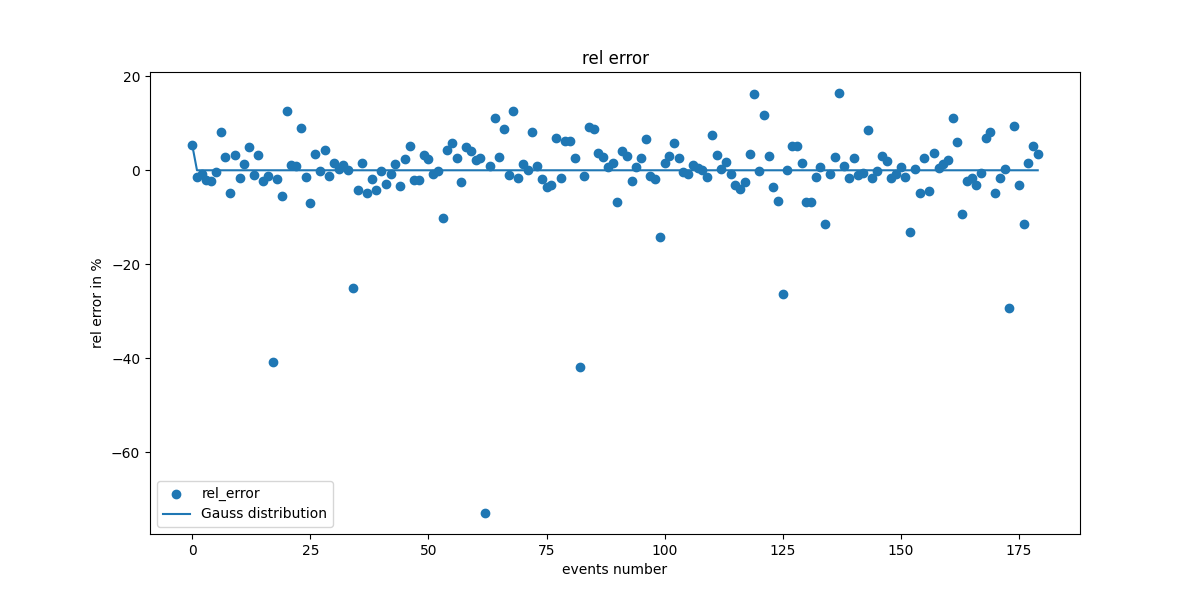 rel error
20
0
−20
−40
−60
rel error in %
rel_error
Gauss distribution
0 25 50 75 100 125 150 175
events number